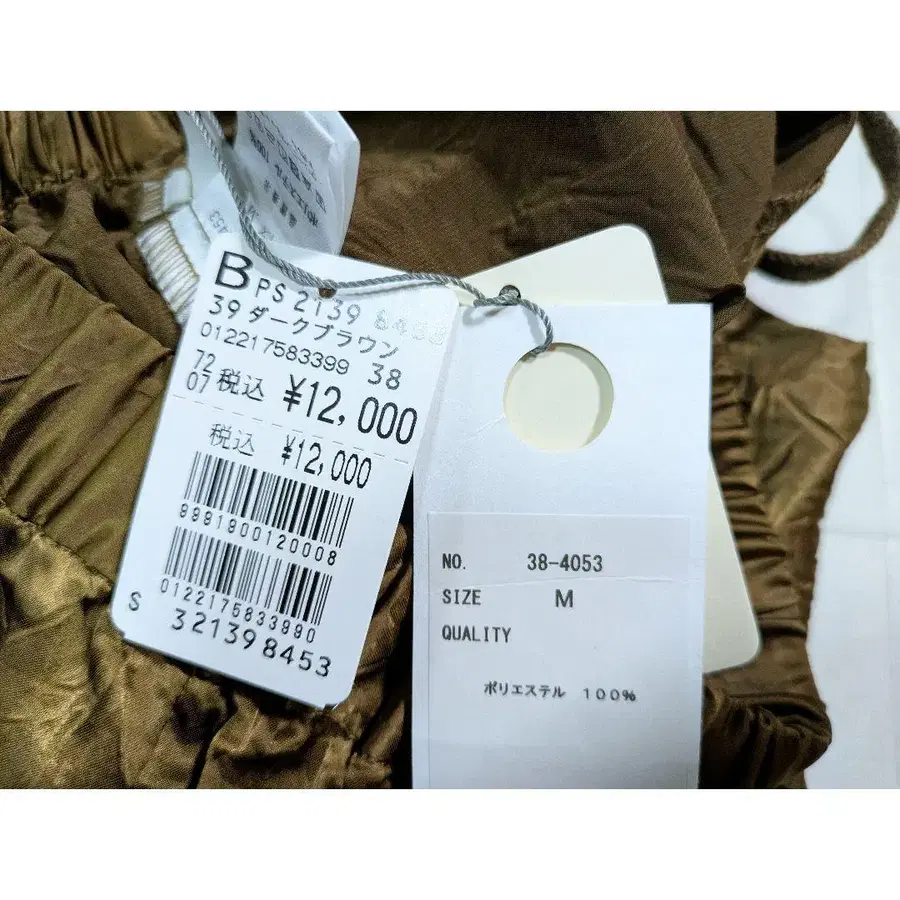 B PS 2139 8453
39 ダークブラウン
012217583399 38
72
07 税込 ¥12,000
税込 ¥12,000
9991900120008
0122175833990
S 321398453
NO. 38-4053
SIZE M
QUALITY
ポリエステル 100%